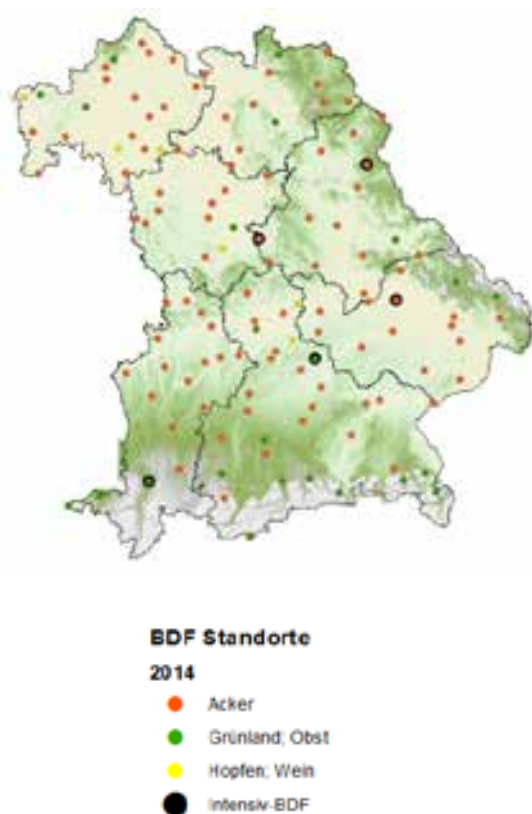 BDF Standorte
2014
Acker
Grünland; Obst
Hopfen; Wein
Intensiv-BDF